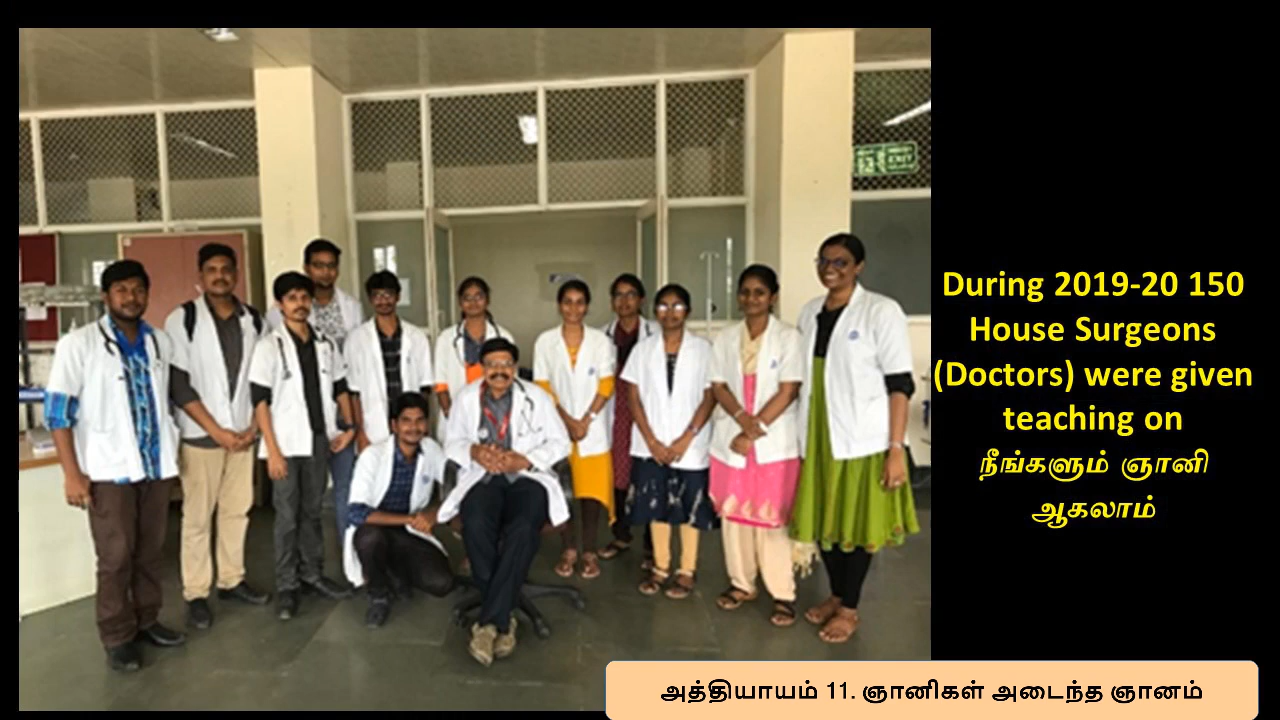 EXIT
During 2019-20 150
House Surgeons
(Doctors) were given
teaching on
நீங்களும் ஞானி
ஆகலாம்
அத்தியாயம் 11. ஞானிகள் அடைந்த ஞானம்